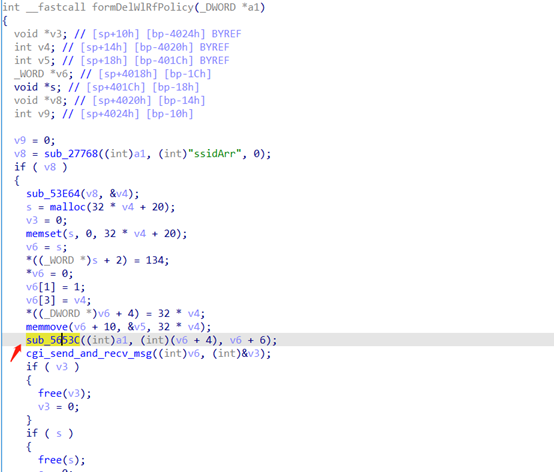 int __fastcall formDelWlRfPolicy(_DWORD *a1)
{
void *v3; // [sp+10h] [bp-4024h] BYREF
int v4; // [sp+14h] [bp-4020h] BYREF
int v5; // [sp+18h] [bp-401Ch] BYREF
_WORD *v6; // [sp+4018h] [bp-1Ch]
void *s; // [sp+401Ch] [bp-18h]
void *v8; // [sp+4020h] [bp-14h]
int v9; // [sp+4024h] [bp-10h]
v9 = 0;
v8 = sub_27768((int)a1, (int)"ssidArr", 0);
if ( v8 )
{
sub_53E64(v8, &v4);
s = malloc(32 * v4 + 20);
v3 = 0;
memset(s, 0, 32 * v4 + 20);
v6 = s;
*((_WORD *)s + 2) = 134;
*v6 = 0;
v6[1] = 1;
v6[3] = v4;
*((_DWORD *)v6 + 4) = 32 * v4;
memmove(v6 + 10, &v5, 32 * v4);
sub_5653C((int)a1, (int)(v6 + 4), v6 + 6);
cgi_send_and_recv_msg((int)v6, (int)&v3);
if ( v3 )
{
free(v3);
v3 = 0;
}
if ( s )
{
free(s);